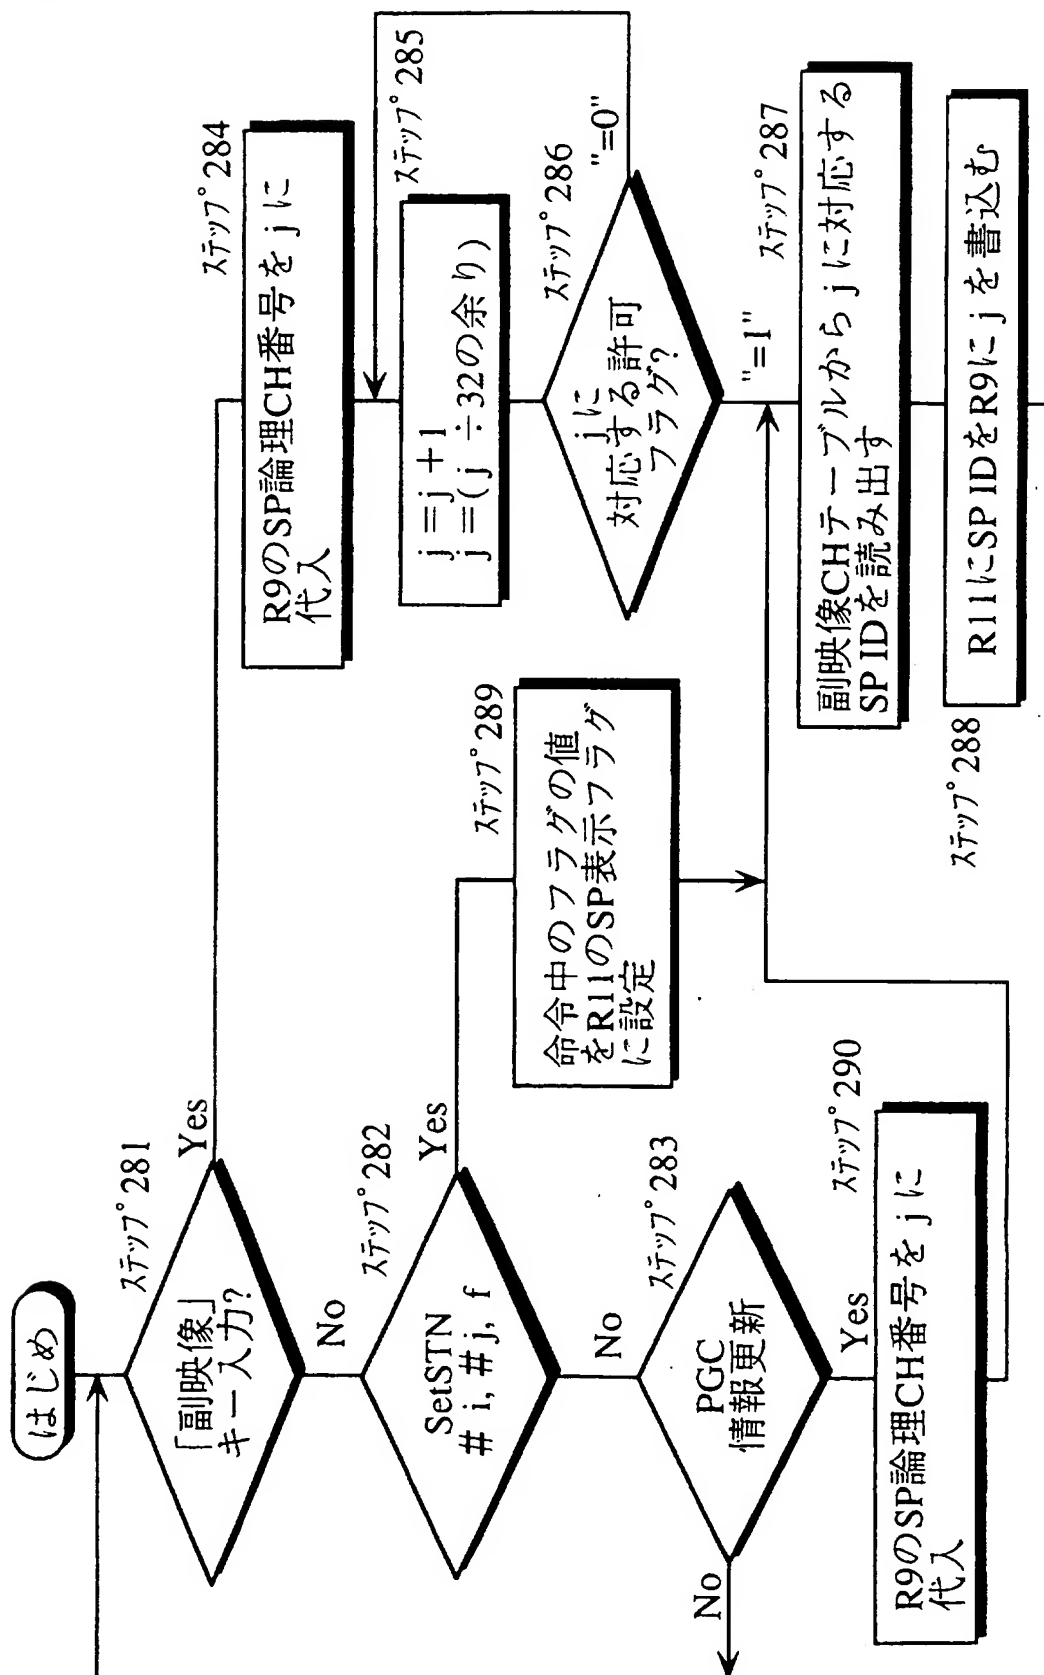 はじめ
ステップ281
「副映像」
キー入力?
Yes
No
ステップ282
SetSTN
# i, # j, f
Yes
No
ステップ283
PGC
情報更新
No
Yes
ステップ284
R9のSP論理CH番号を j に
代入
ステップ285
j = j + 1
j = (j ÷32の余り)
ステップ286
j に
対応する許可
フラグ?
"=0"
"=1"
ステップ287
副映像CHテーブルから j に対応する
SP IDを読み出す
ステップ288
R11にSP IDをR9に j を書込む
ステップ289
命令中のフラグの値
をR11のSP表示フラグ
に設定
ステップ290
R9のSP論理CH番号を j に
代入